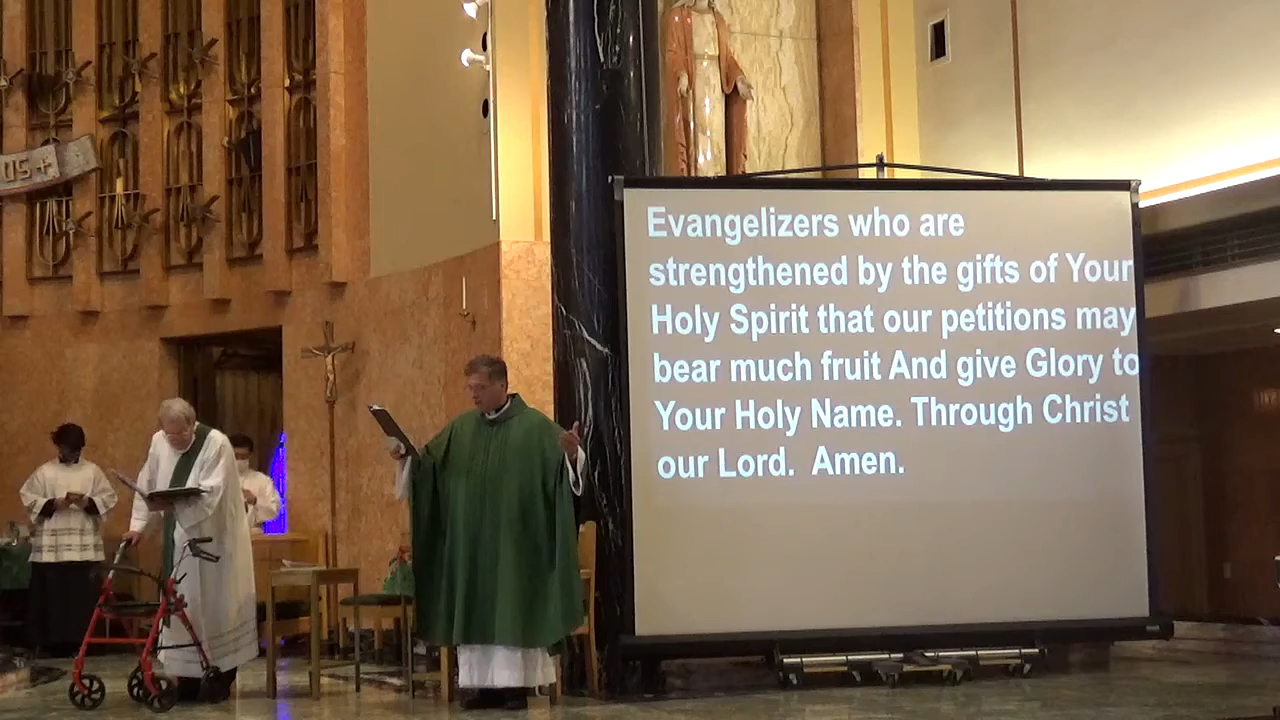 US +
Evangelizers who are
strengthened by the gifts of Your
Holy Spirit that our petitions may
bear much fruit And give Glory to
Your Holy Name. Through Christ
our Lord. Amen.